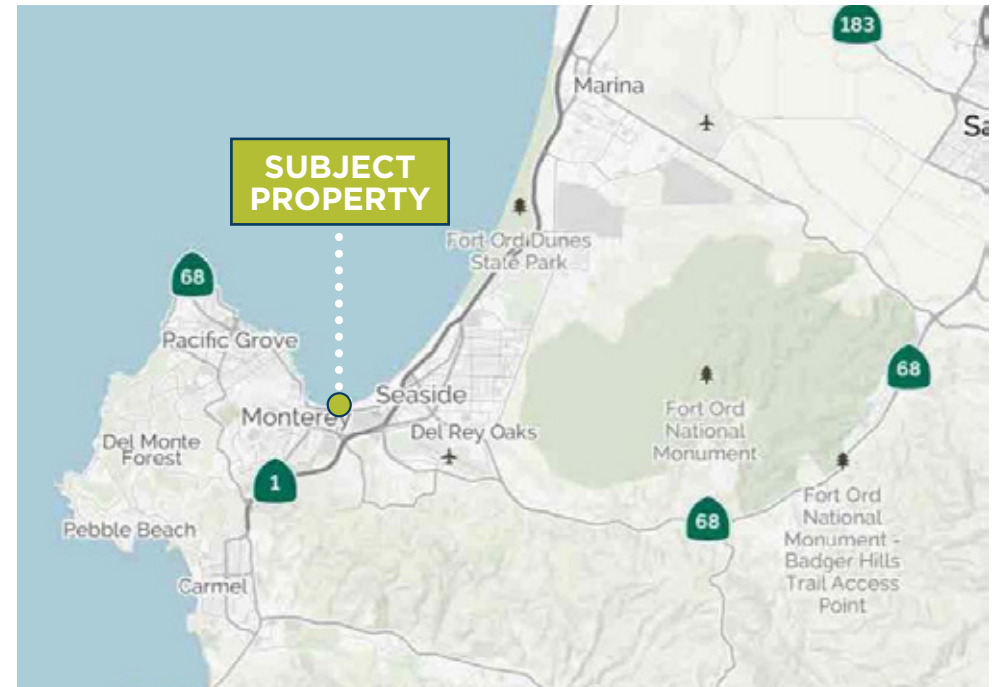 183
Marina
Sa
SUBJECT
PROPERTY
Fort Ord Dunes
State Park
68
Pacific Grove
68
Seaside
Monterey
Fort Ord
National
Monument
Del Rey Oaks
Del Monte
Forest
1
Fort Ord
National
Monument -
Badger Hills
Trail Access
Point
68
Pebble Beach
Carmel